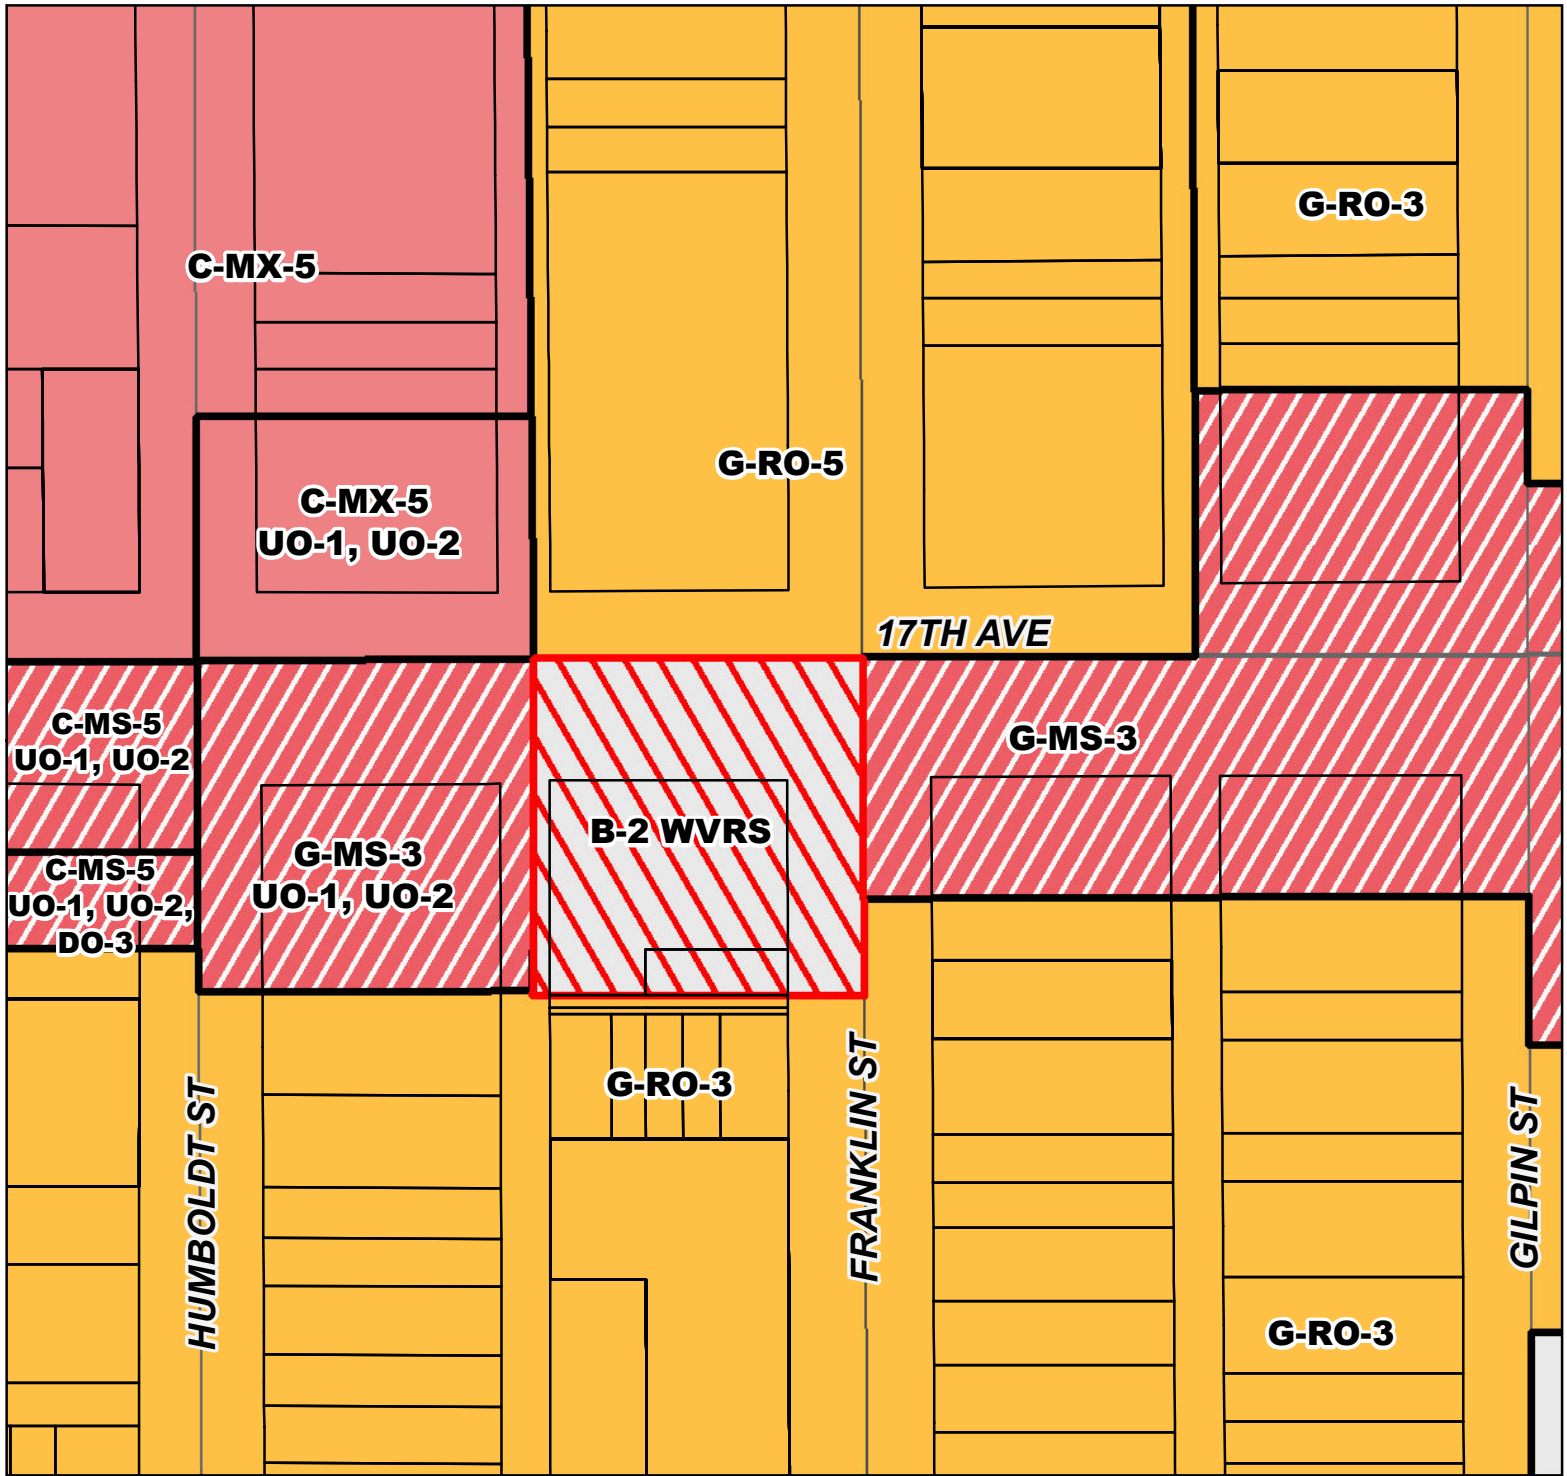 G-RO-3
C-MX-5
G-RO-5
C-MX-5
UO-1, UO-2
17TH AVE
C-MS-5
UO-1, UO-2
G-MS-3
B-2 WVRS
G-MS-3
UO-1, UO-2
C-MS-5
UO-1, UO-2,
DO-3
G-RO-3
HUMBOLDT ST
FRANKLIN ST
GILPIN ST
G-RO-3